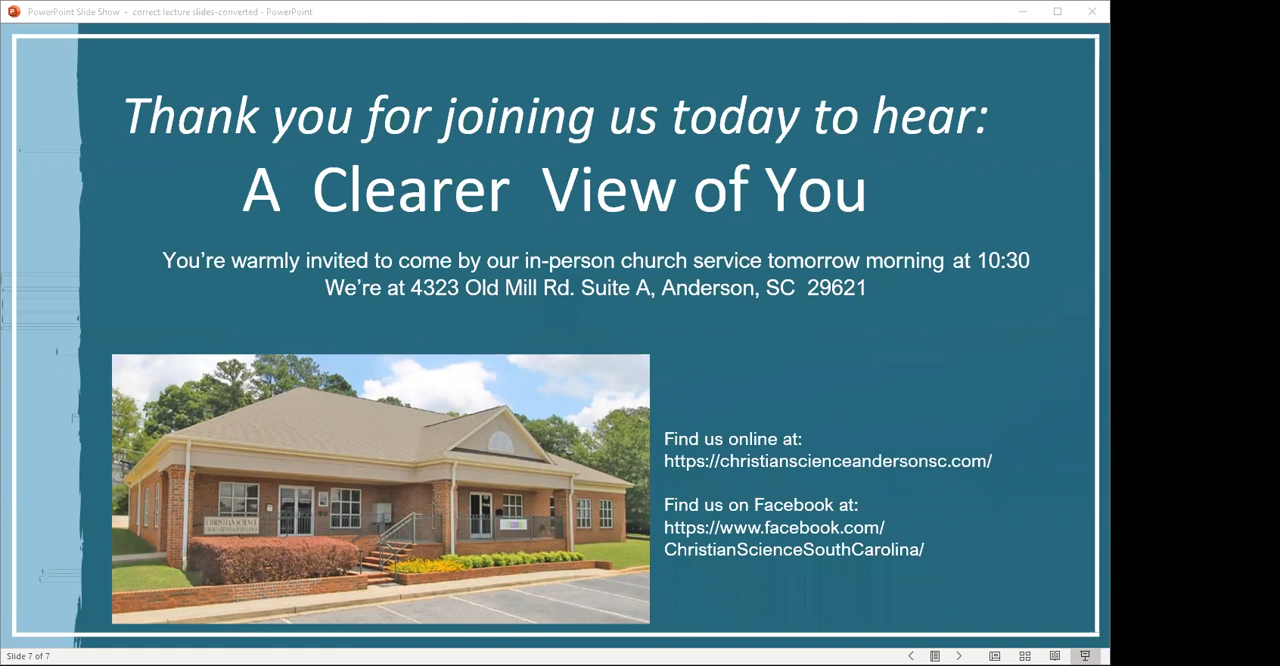 PowerPoint Slide Show - correct lecture slides-converted - PowerPoint
Thank you for joining us today to hear:
A Clearer View of You
You’re warmly invited to come by our in-person church service tomorrow morning at 10:30
We’re at 4323 Old Mill Rd. Suite A, Anderson, SC 29621
CHRISTIAN SCIENCE
Find us online at:
https://christianscienceandersonsc.com/
Find us on Facebook at:
https://www.facebook.com/
ChristianScienceSouthCarolina/
Slide 7 of 7